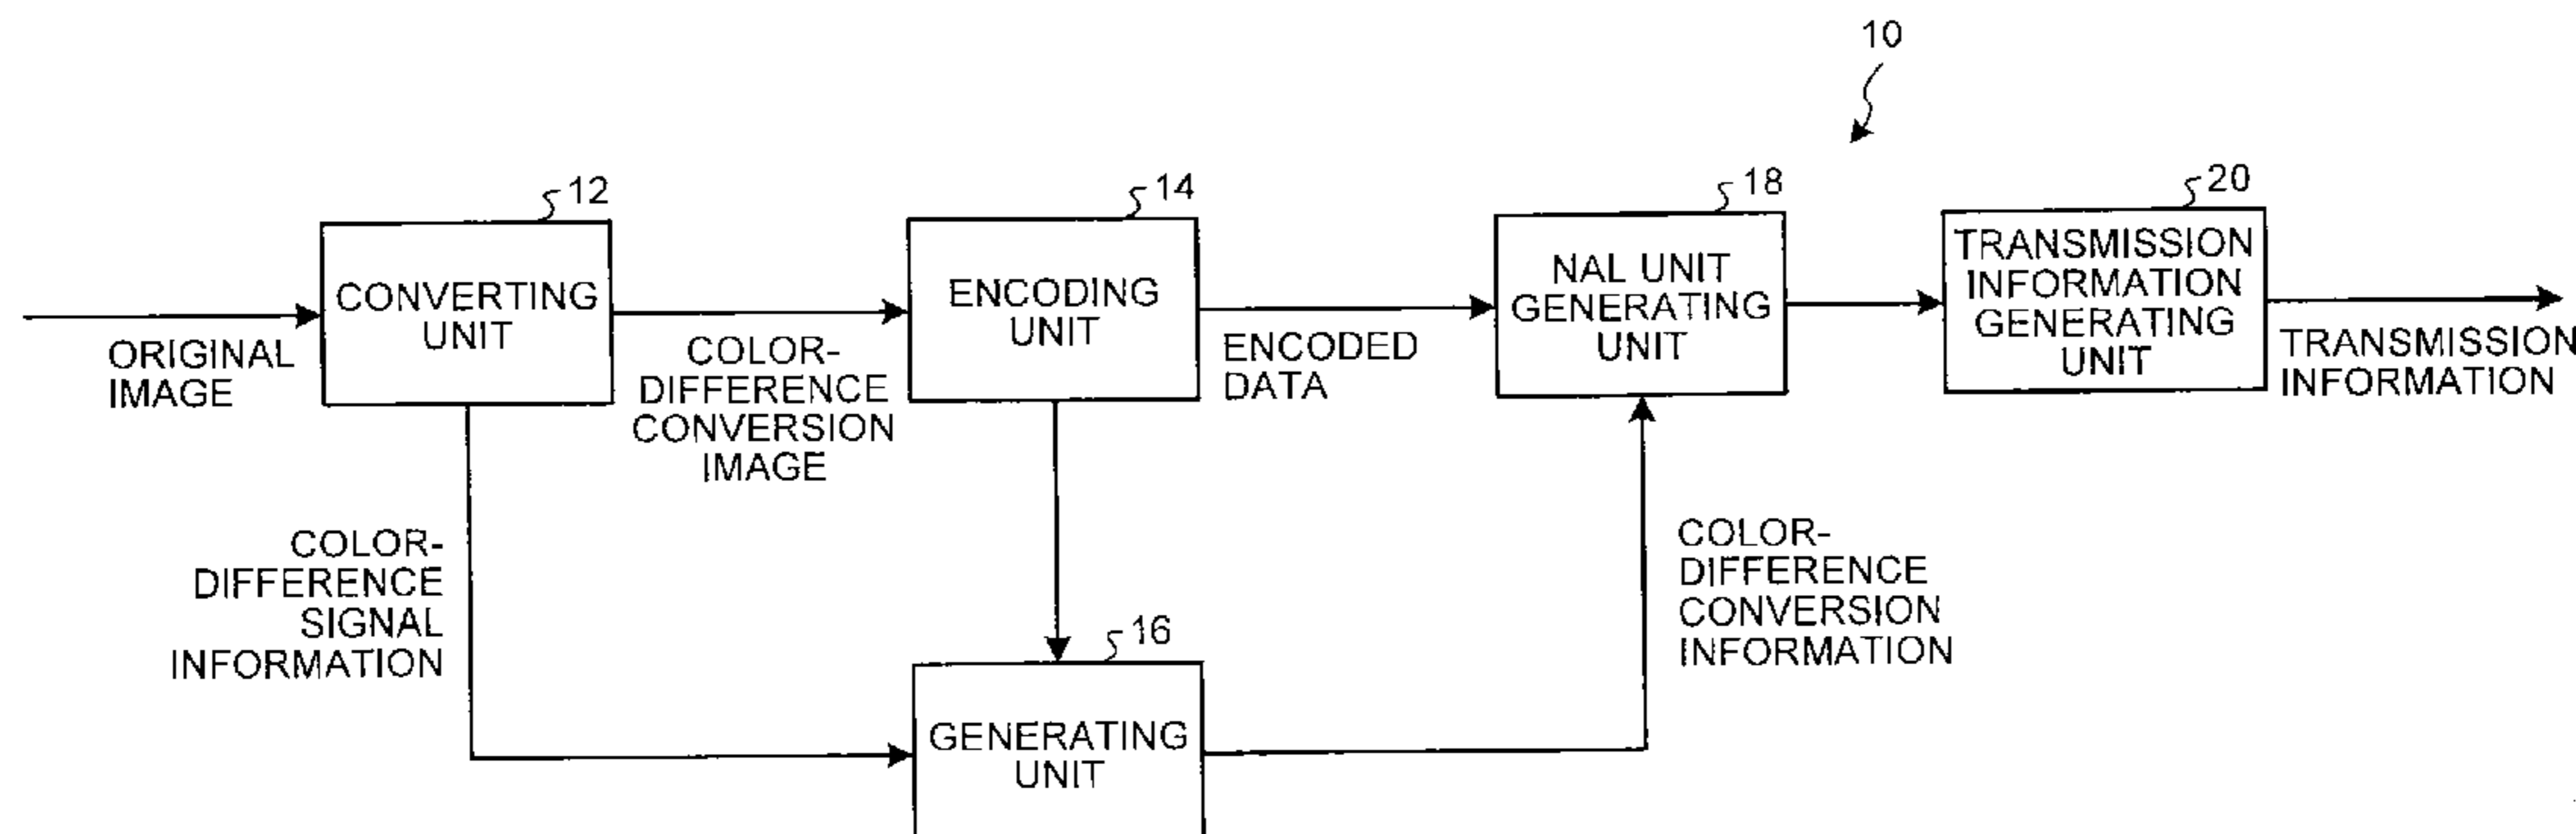 10
12
14
18
20
CONVERTING
UNIT
ENCODING
UNIT
NAL UNIT
GENERATING
UNIT
TRANSMISSION
INFORMATION
GENERATING
UNIT
ORIGINAL
IMAGE
COLOR-
DIFFERENCE
CONVERSION
IMAGE
ENCODED
DATA
TRANSMISSION
INFORMATION
COLOR-
DIFFERENCE
SIGNAL
INFORMATION
16
GENERATING
UNIT
COLOR-
DIFFERENCE
CONVERSION
INFORMATION